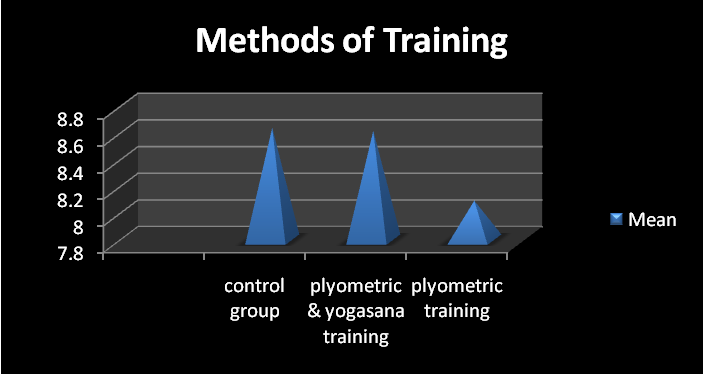 Methods of Training
8.8
8.6
8.4
8.2
8
7.8
control
group
plyometric
& yogasana
training
plyometric
training
Mean